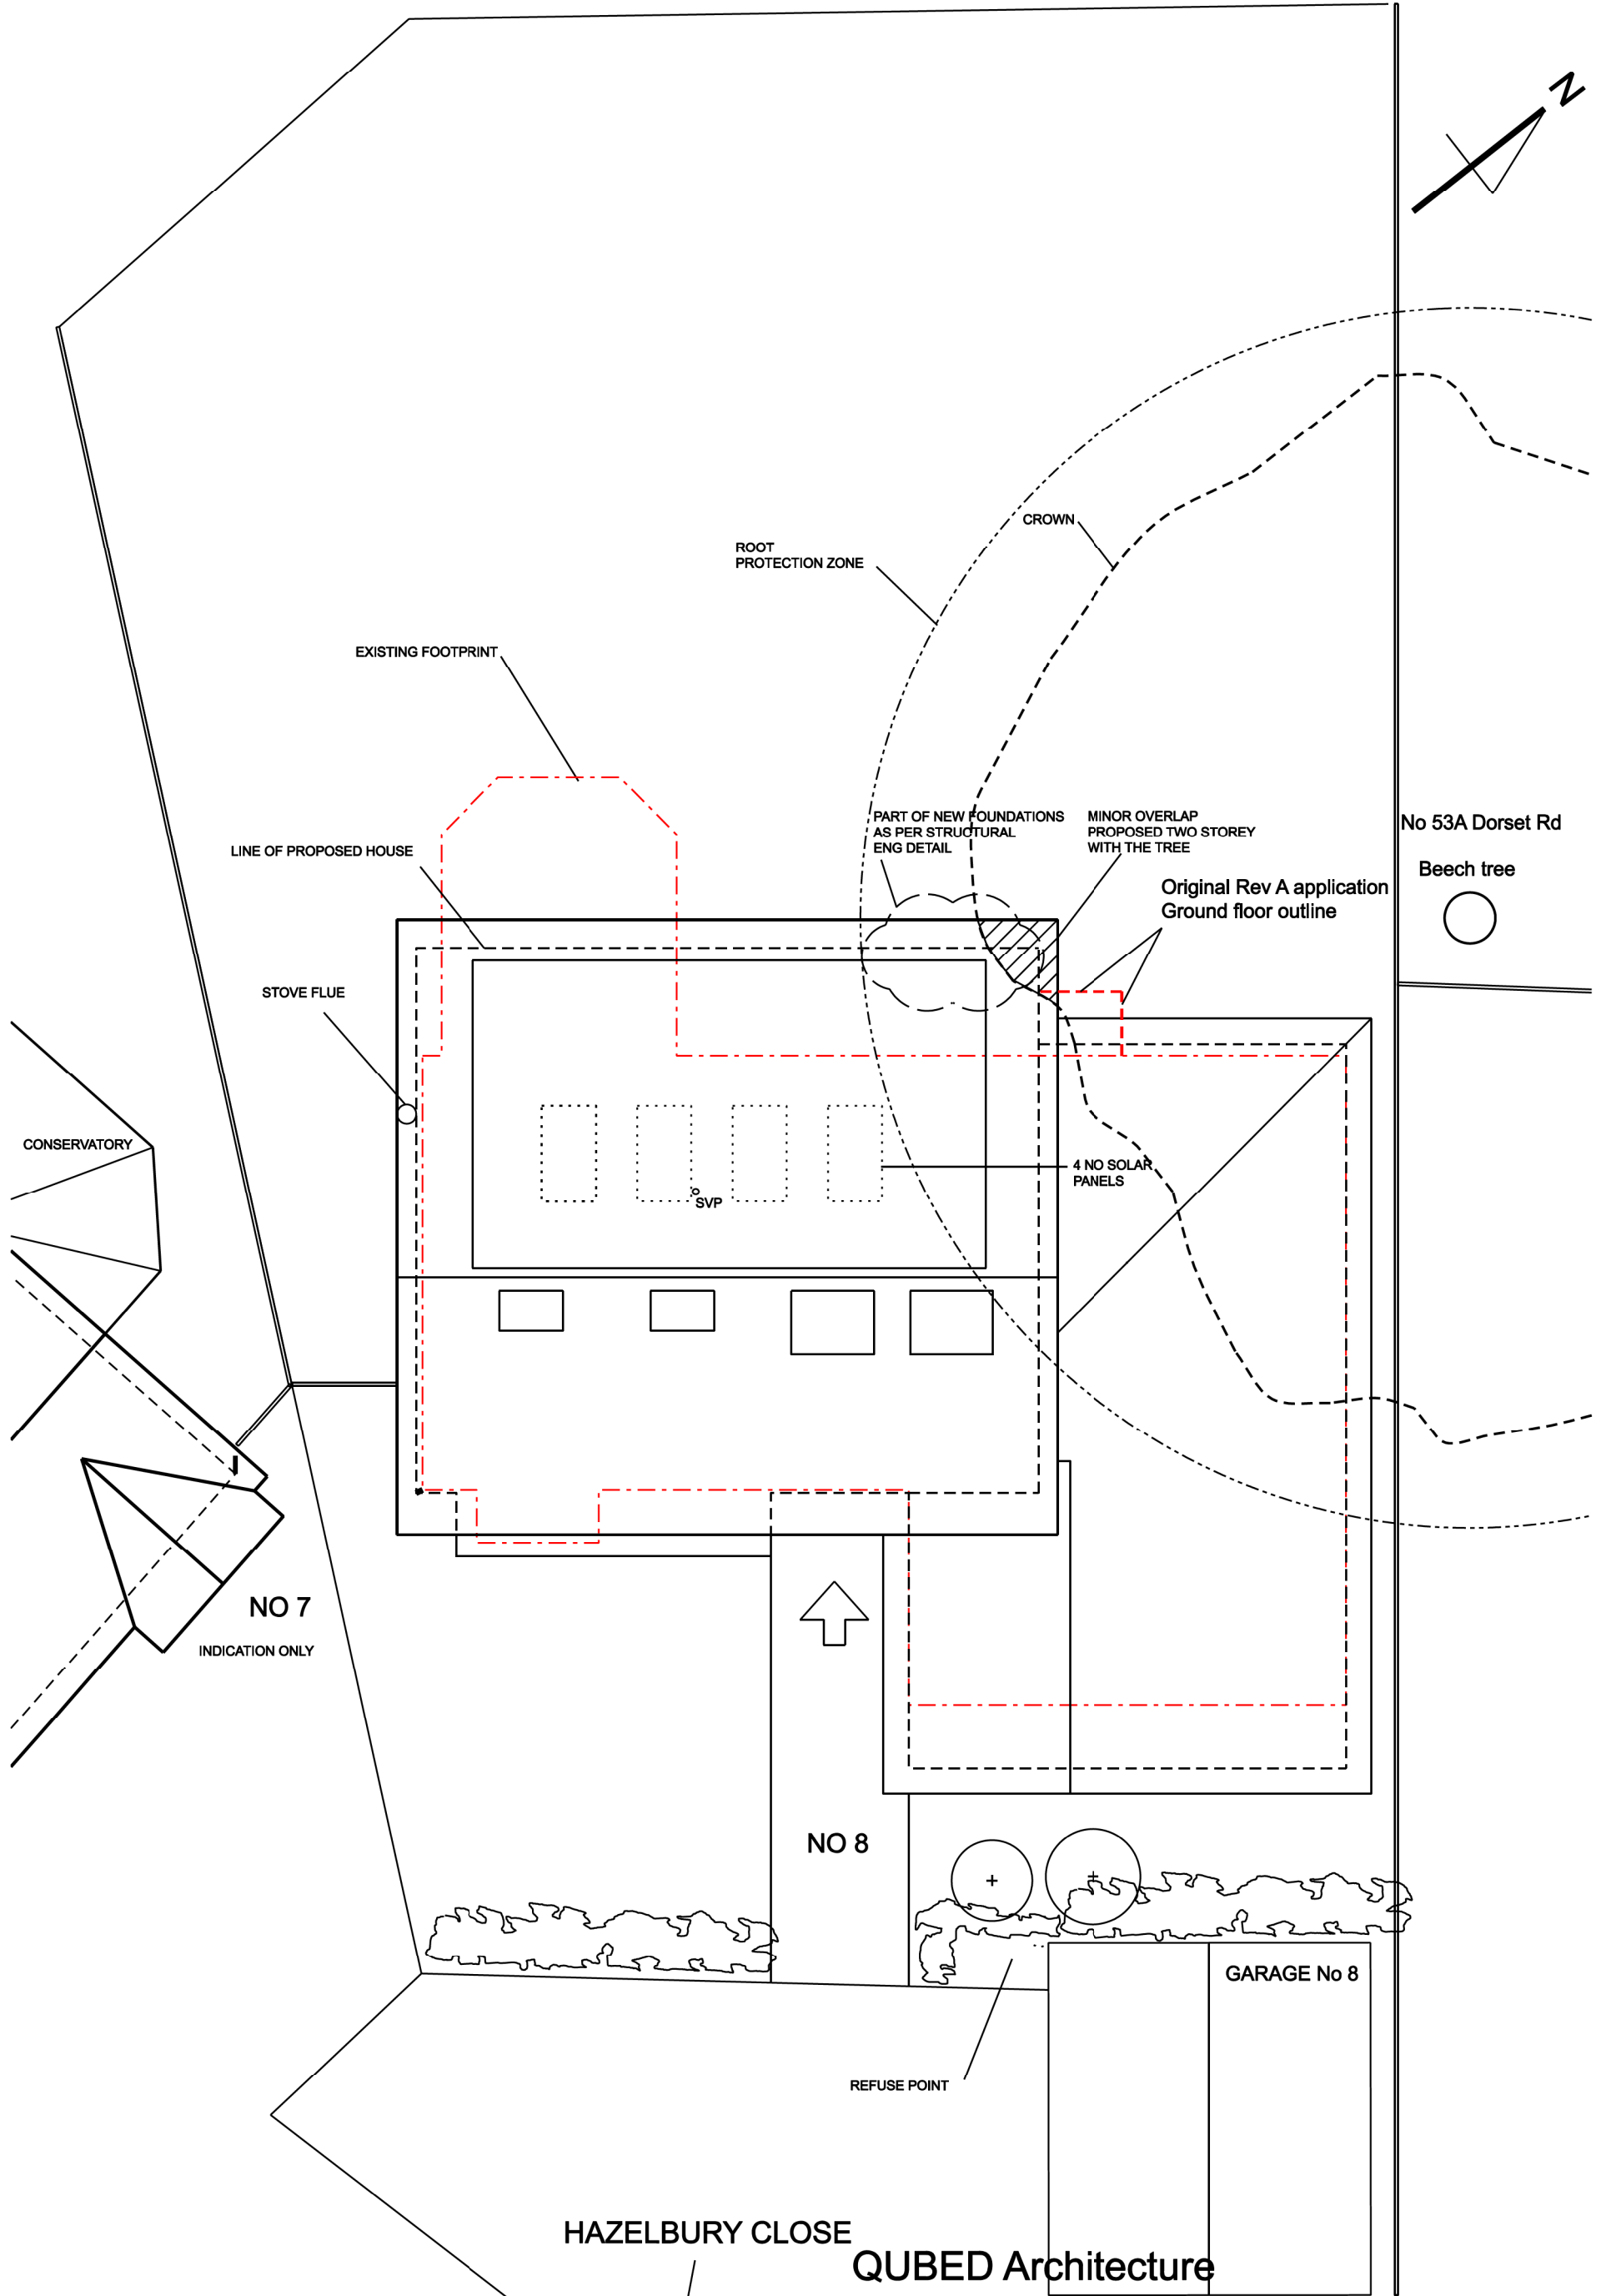 N
CROWN
ROOT
PROTECTION ZONE
EXISTING FOOTPRINT
PART OF NEW FOUNDATIONS
AS PER STRUCTURAL
ENG DETAIL
MINOR OVERLAP
PROPOSED TWO STOREY
WITH THE TREE
No 53A Dorset Rd
Beech tree
LINE OF PROPOSED HOUSE
Original Rev A application
Ground floor outline
STOVE FLUE
CONSERVATORY
4 NO SOLAR
PANELS
SVP
NO 7
INDICATION ONLY
NO 8
GARAGE No 8
REFUSE POINT
HAZELBURY CLOSE
QUBED Architecture